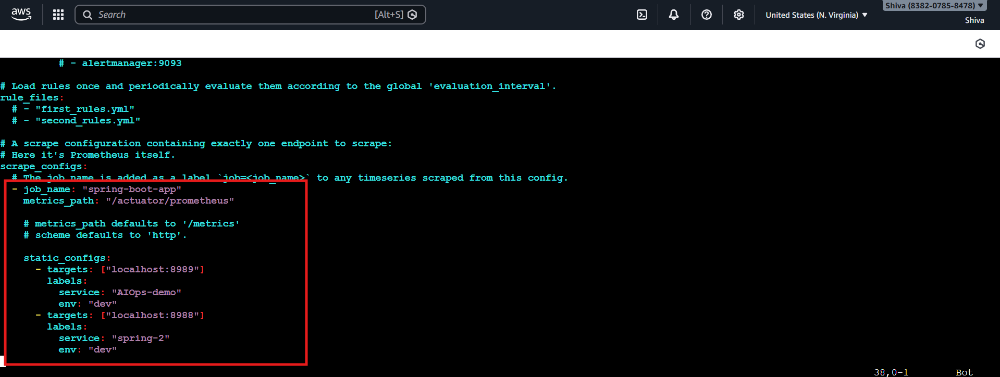 aws
Search
[Alt+S]
United States (N. Virginia) ▼
Shiva (8382-0785-8478) ▼
Shiva
# - alertmanager:9093
# Load rules once and periodically evaluate them according to the global 'evaluation_interval'.
rule_files:
# - "first_rules.yml"
# - "second_rules.yml"
# A scrape configuration containing exactly one endpoint to scrape:
# Here it's Prometheus itself.
scrape_configs:
# The job name is added as a label `job=<job_name>` to any timeseries scraped from this config.
- job_name: "spring-boot-app"
metrics_path: "/actuator/prometheus"
# metrics_path defaults to '/metrics'
# scheme defaults to 'http'.
static_configs:
- targets: ["localhost:8989"]
labels:
service: "AIOps-demo"
env: "dev"
- targets: ["localhost:8988"]
labels:
service: "spring-2"
env: "dev"
38,0-1 Bot